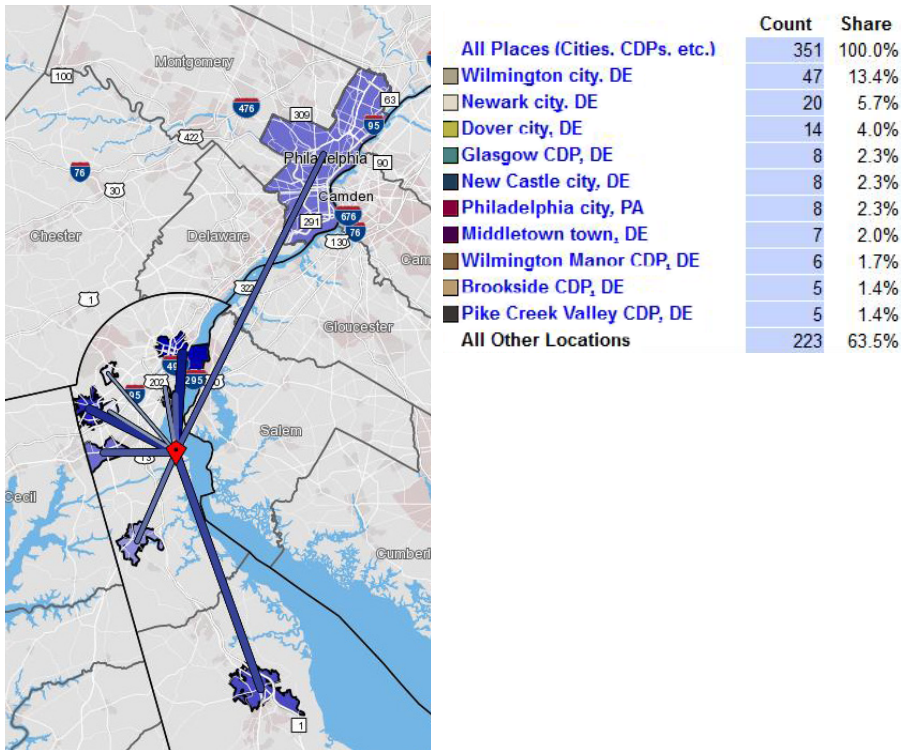 Montgomery
100
63
476
309
95
422
76
Philadelphia
90
30
Camden
291
676
76
Chester
Delaware
130
Cam
322
1
Gloucester
202
295
95
Salem
13
Cecil
Cumberl
1
Count Share
All Places (Cities, CDPs, etc.) 351 100.0%
Wilmington city, DE 47 13.4%
Newark city, DE 20 5.7%
Dover city, DE 14 4.0%
Glasgow CDP, DE 8 2.3%
New Castle city, DE 8 2.3%
Philadelphia city, PA 8 2.3%
Middletown town, DE 7 2.0%
Wilmington Manor CDP, DE 6 1.7%
Brookside CDP, DE 5 1.4%
Pike Creek Valley CDP, DE 5 1.4%
All Other Locations 223 63.5%